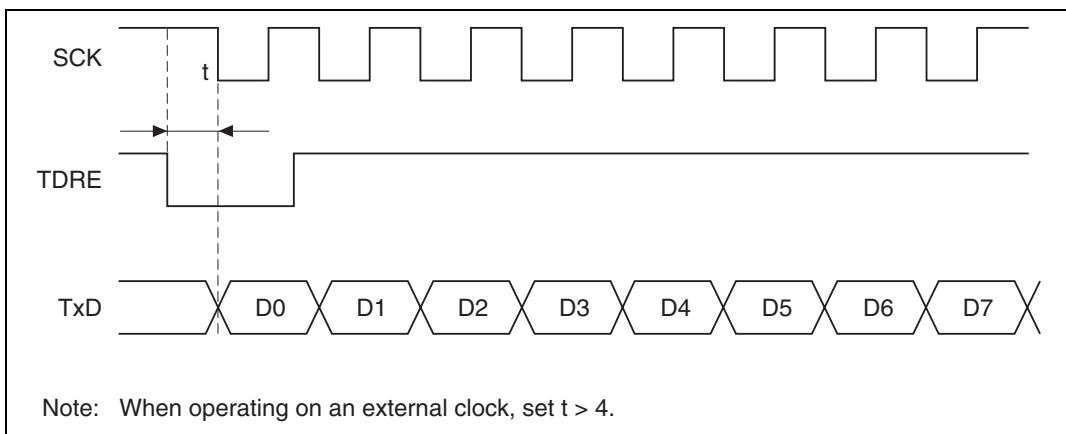 SCK
t
TDRE
TxD
D0 D1 D2 D3 D4 D5 D6 D7
Note: When operating on an external clock, set t > 4.